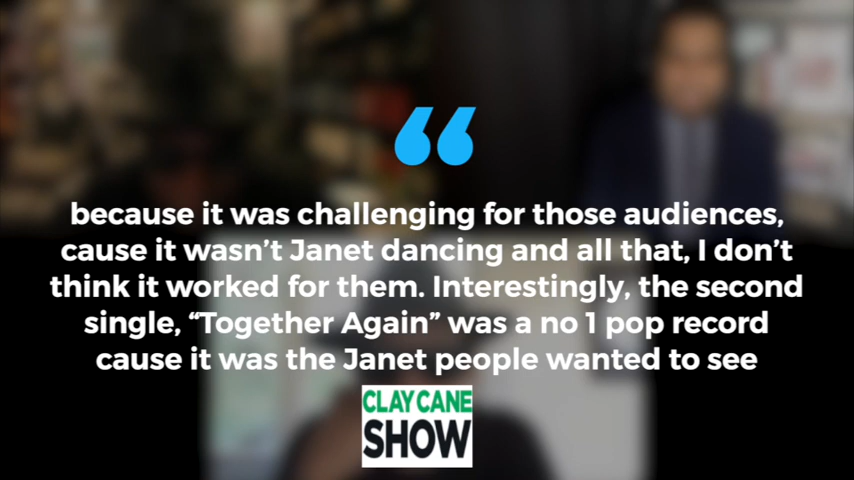 “
because it was challenging for those audiences,
cause it wasn’t Janet dancing and all that, I don’t
think it worked for them. Interestingly, the second
single, “Together Again” was a no 1 pop record
cause it was the Janet people wanted to see
CLAY CANE
SHOW